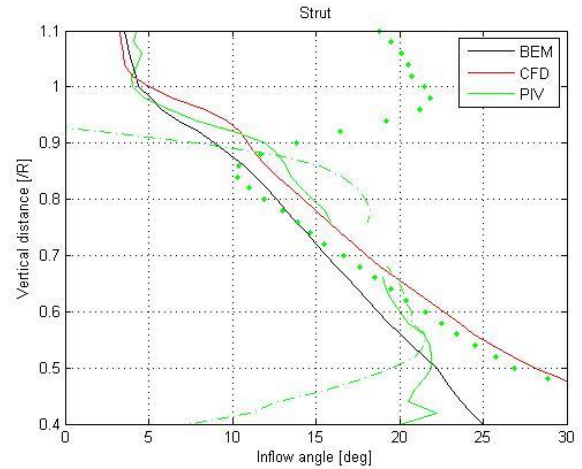 Strut
1.1
1
0.9
0.8
0.7
0.6
0.5
0.4
Vertical distance [/R]
BEM
CFD
PIV
0 5 10 15 20 25 30
Inflow angle [deg]